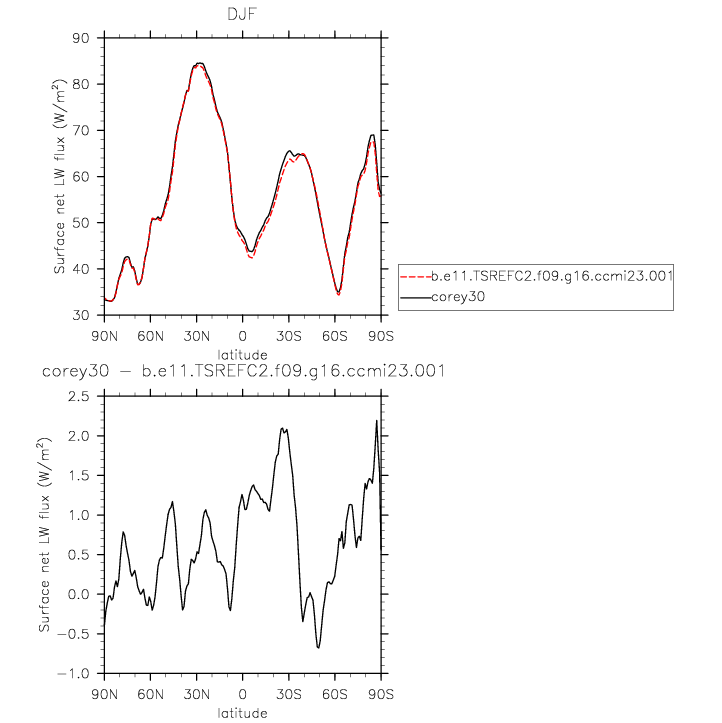 DJF
90
80
70
60
50
40
30
Surface net LW flux (W/m²)
90N 60N 30N 0 30S 60S 90S
latitude
b.e11.TSREFC2.f09.g16.ccmi23.001
corey30
corey30 − b.e11.TSREFC2.f09.g16.ccmi23.001
2.5
2.0
1.5
1.0
0.5
0.0
−0.5
−1.0
Surface net LW flux (W/m²)
90N 60N 30N 0 30S 60S 90S
latitude